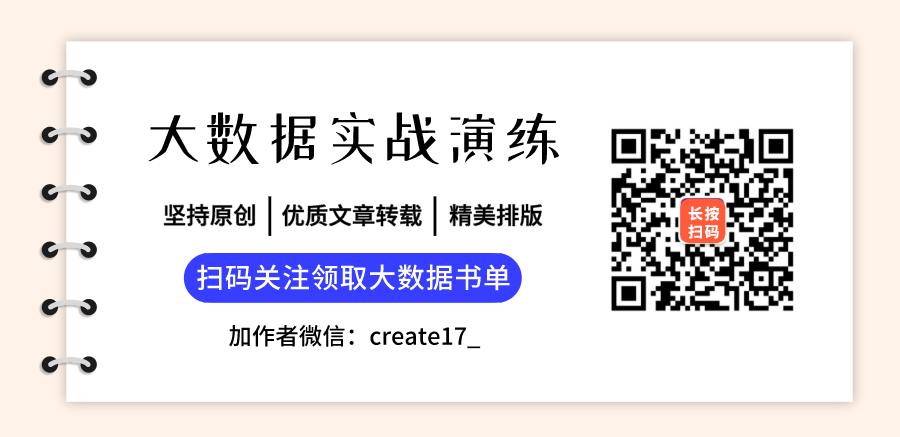 大数据实战演练
坚持原创｜优质文章转载｜精美排版
扫码关注领取大数据书单
加作者微信：create17_
长按
扫码